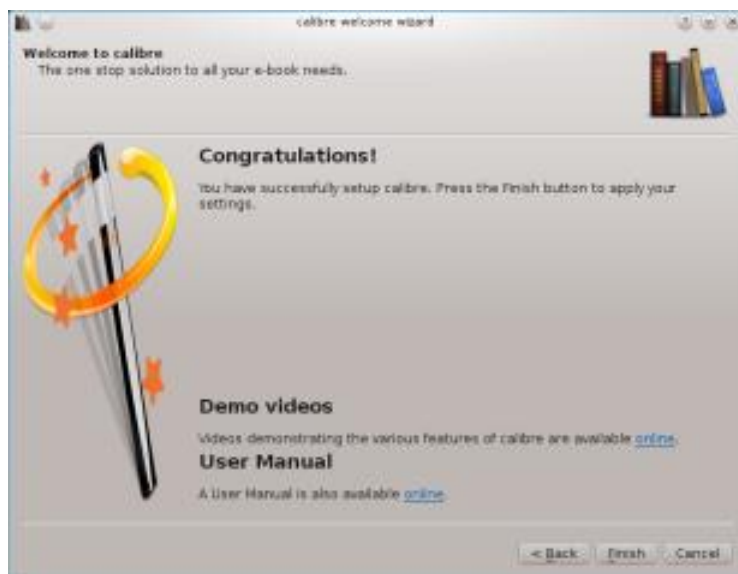 calibre welcome wizard
Welcome to calibre
The one stop solution to all your e-book needs.
Congratulations!
You have successfully setup calibre. Press the Finish button to apply your
settings.
Demo videos
Videos demonstrating the various features of calibre are available online.
User Manual
A User Manual is also available online.
< Back
Finish
Cancel